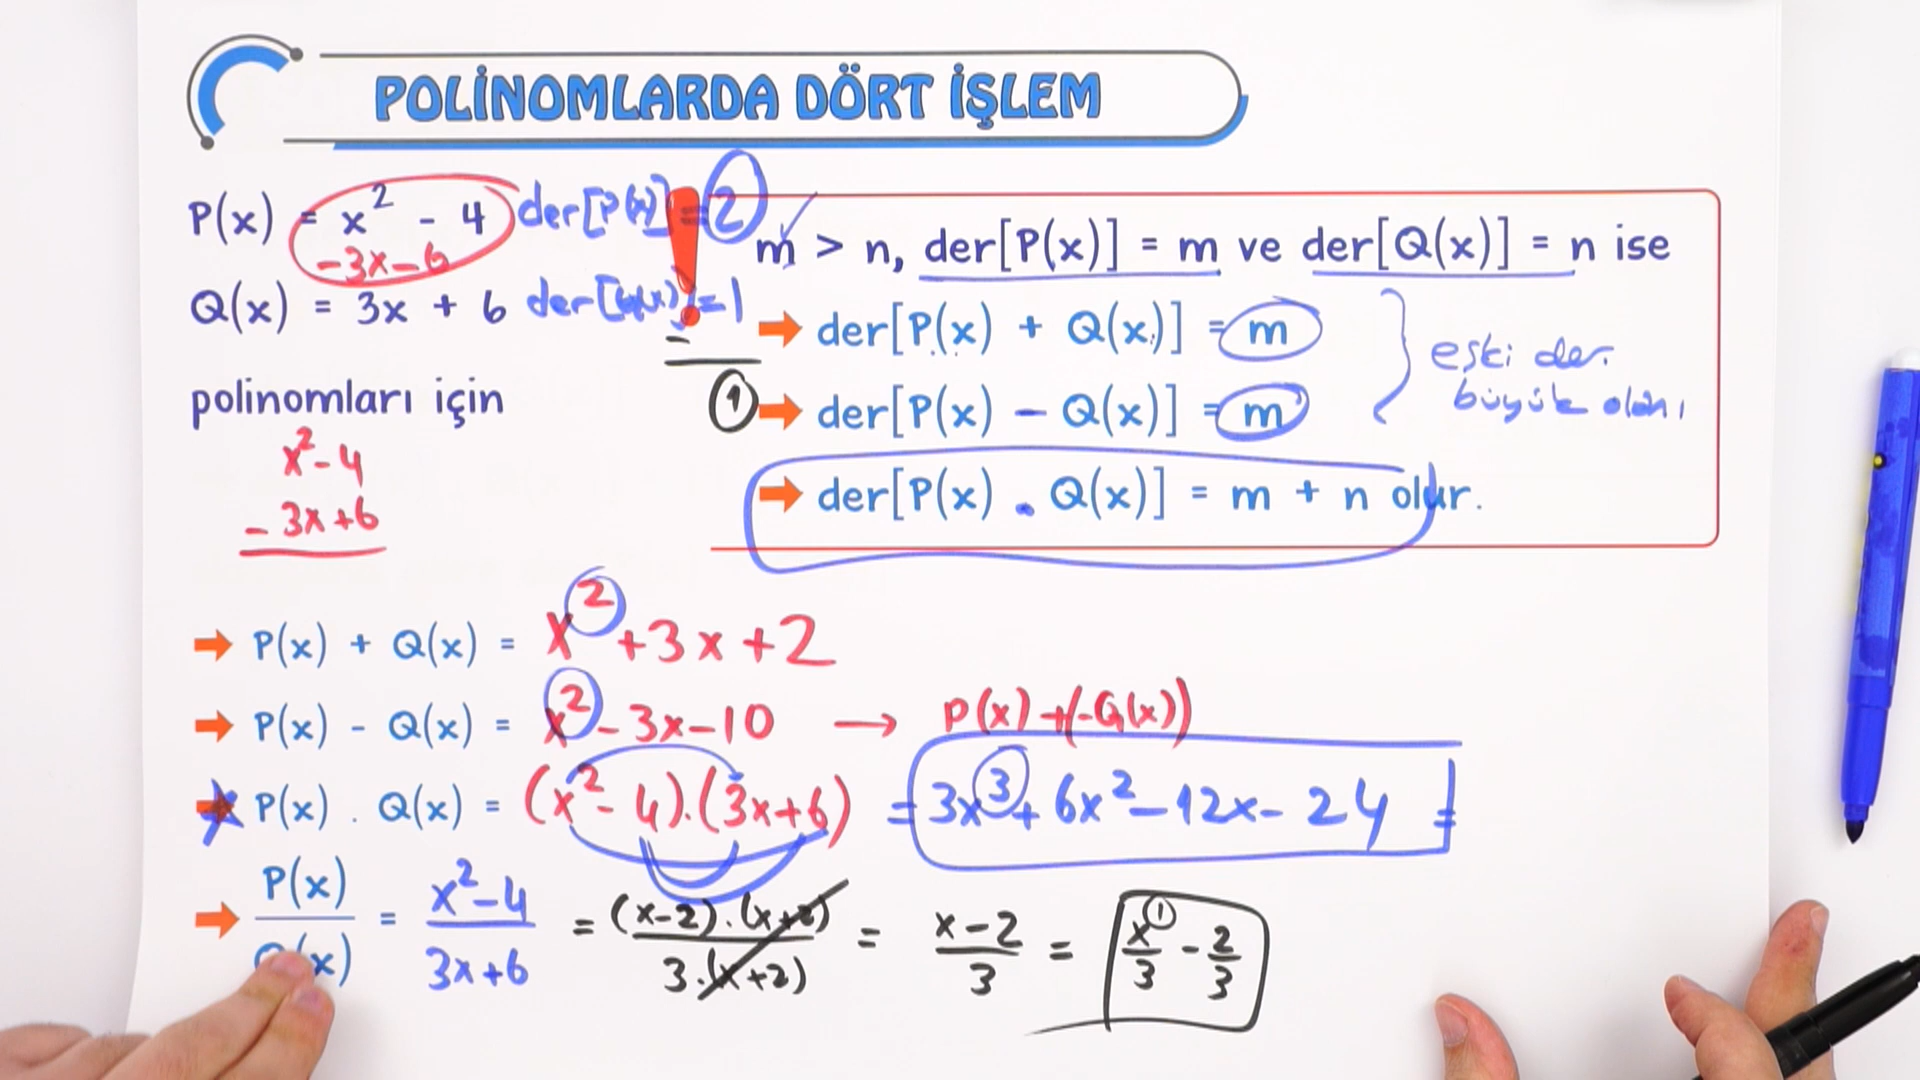 POLİNOMLARDA DÖRT İŞLEM
P(x) = x² - 4 der[P(x)] = 2
-3x-6
Q(x) = 3x + 6 der[Q(x)] = 1
-
1
polinomları için
x²-4
- 3x+6
m > n, der[P(x)] = m ve der[Q(x)] = n ise
der[P(x) + Q(x)] = m
der[P(x) - Q(x)] = m
eski der.
büyük olanı
der[P(x) . Q(x)] = m + n olur.
P(x) + Q(x) = x²+3x+2
P(x) - Q(x) = x²-3x-10 → P(x)+(-Q(x))
P(x) . Q(x) = (x²-4).(3x+6) = 3x³+6x²-12x-24 =
P(x)/Q(x) = x²-4/3x+6 = (x-2).(x+2)/3.(x+2) = x-2/3 = x¹/3 - 2/3